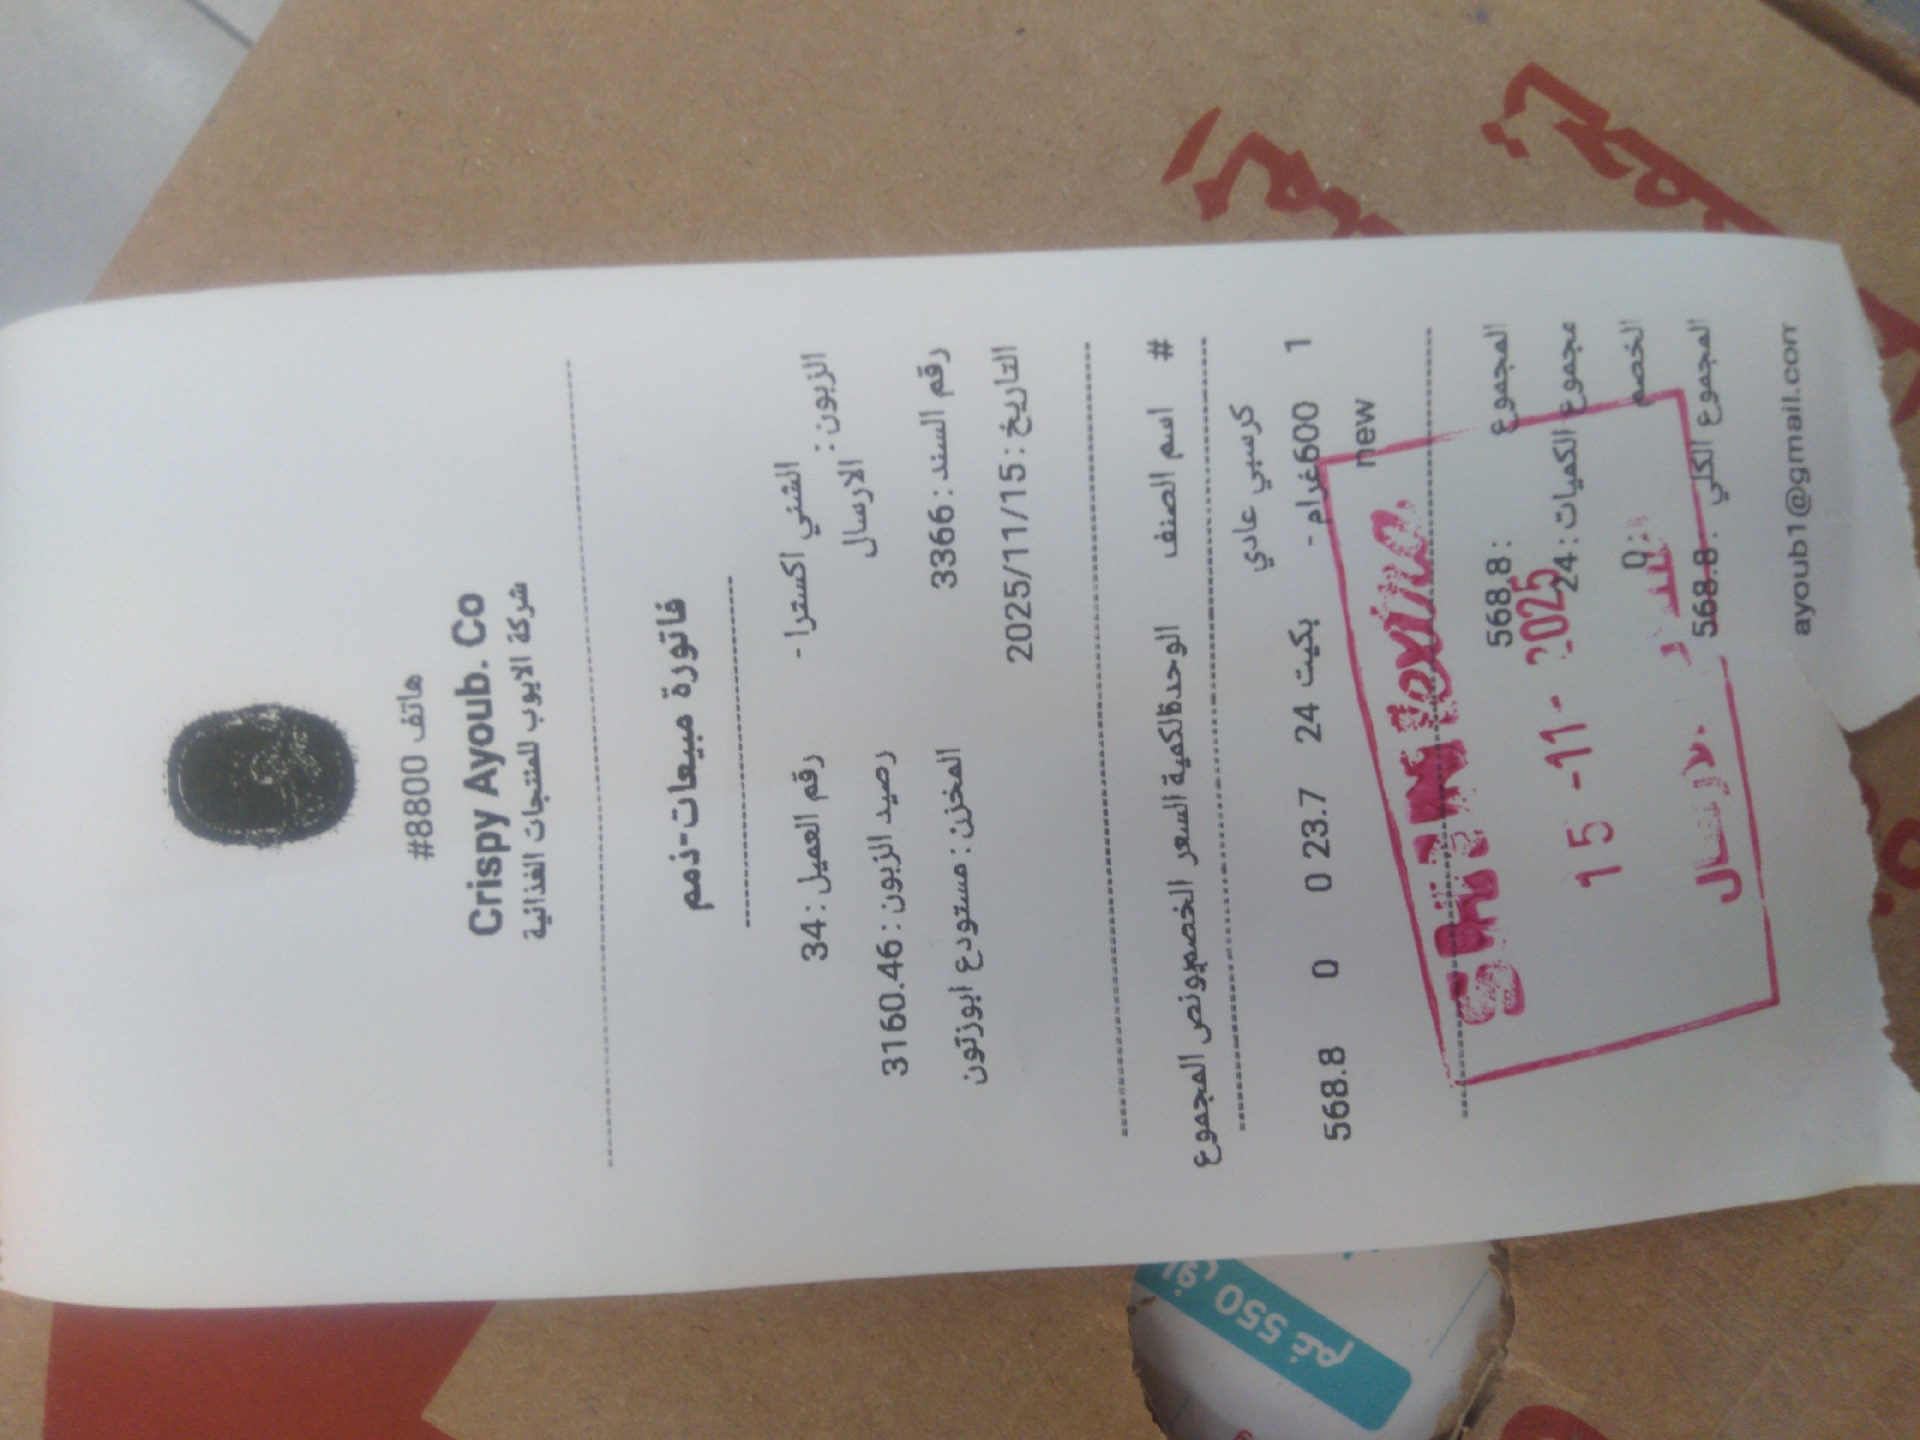 هاتف 8800#
Crispy Ayoub. Co
شركة الايوب للمنتجات الغذائية
فاتورة مبيعات-ذمم
الزبون: الشني اكسترا - الارسال
رقم العميل: 34
رقم السند: 3366
رصيد الزبون: 3160.46
التاريخ: 2025/11/15
المخزن: مستودع ابوزتون
# اسم الصنف الوحدة الكمية السعر الخصم بونص المجموع
1 كرسبي عادي 600غرام - new بكيت 24 23.7 0 0 568.8
المجموع : 568.8
مجموع الكميات: 24
الخصم : 0
المجموع الكلي : 568.8
ayoub1@gmail.com
15-11-2025
الارسال
550 غم